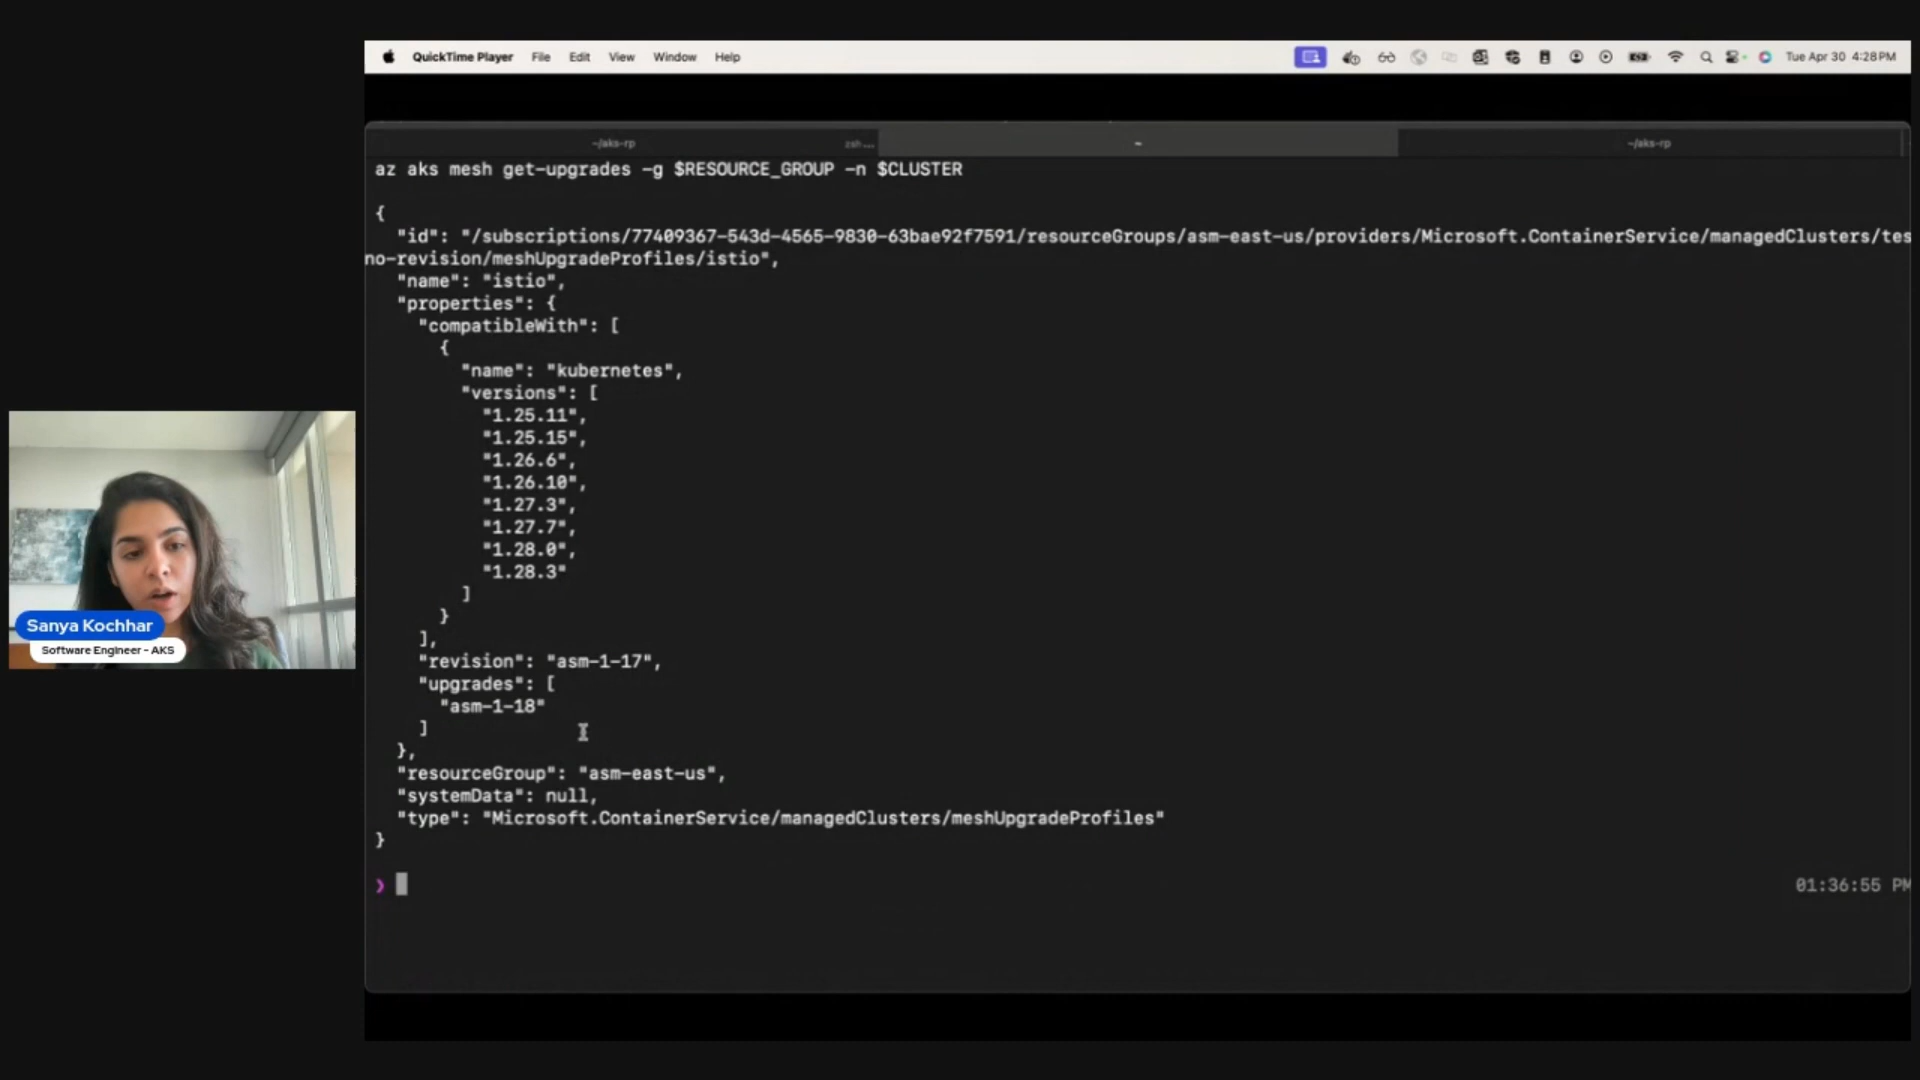 QuickTime Player File Edit View Window Help
Tue Apr 30 4:28 PM
~/aks-rp
~
~/aks-rp
az aks mesh get-upgrades -g $RESOURCE_GROUP -n $CLUSTER
{
"id": "/subscriptions/77409367-543d-4565-9830-63bae92f7591/resourceGroups/asm-east-us/providers/Microsoft.ContainerService/managedClusters/tes
no-revision/meshUpgradeProfiles/istio",
"name": "istio",
"properties": {
"compatibleWith": [
{
"name": "kubernetes",
"versions": [
"1.25.11",
"1.25.15",
"1.26.6",
"1.26.10",
"1.27.3",
"1.27.7",
"1.28.0",
"1.28.3"
]
}
],
"revision": "asm-1-17",
"upgrades": [
"asm-1-18"
]
},
"resourceGroup": "asm-east-us",
"systemData": null,
"type": "Microsoft.ContainerService/managedClusters/meshUpgradeProfiles"
}
❯
01:36:55 PM
Sanya Kochhar
Software Engineer - AKS